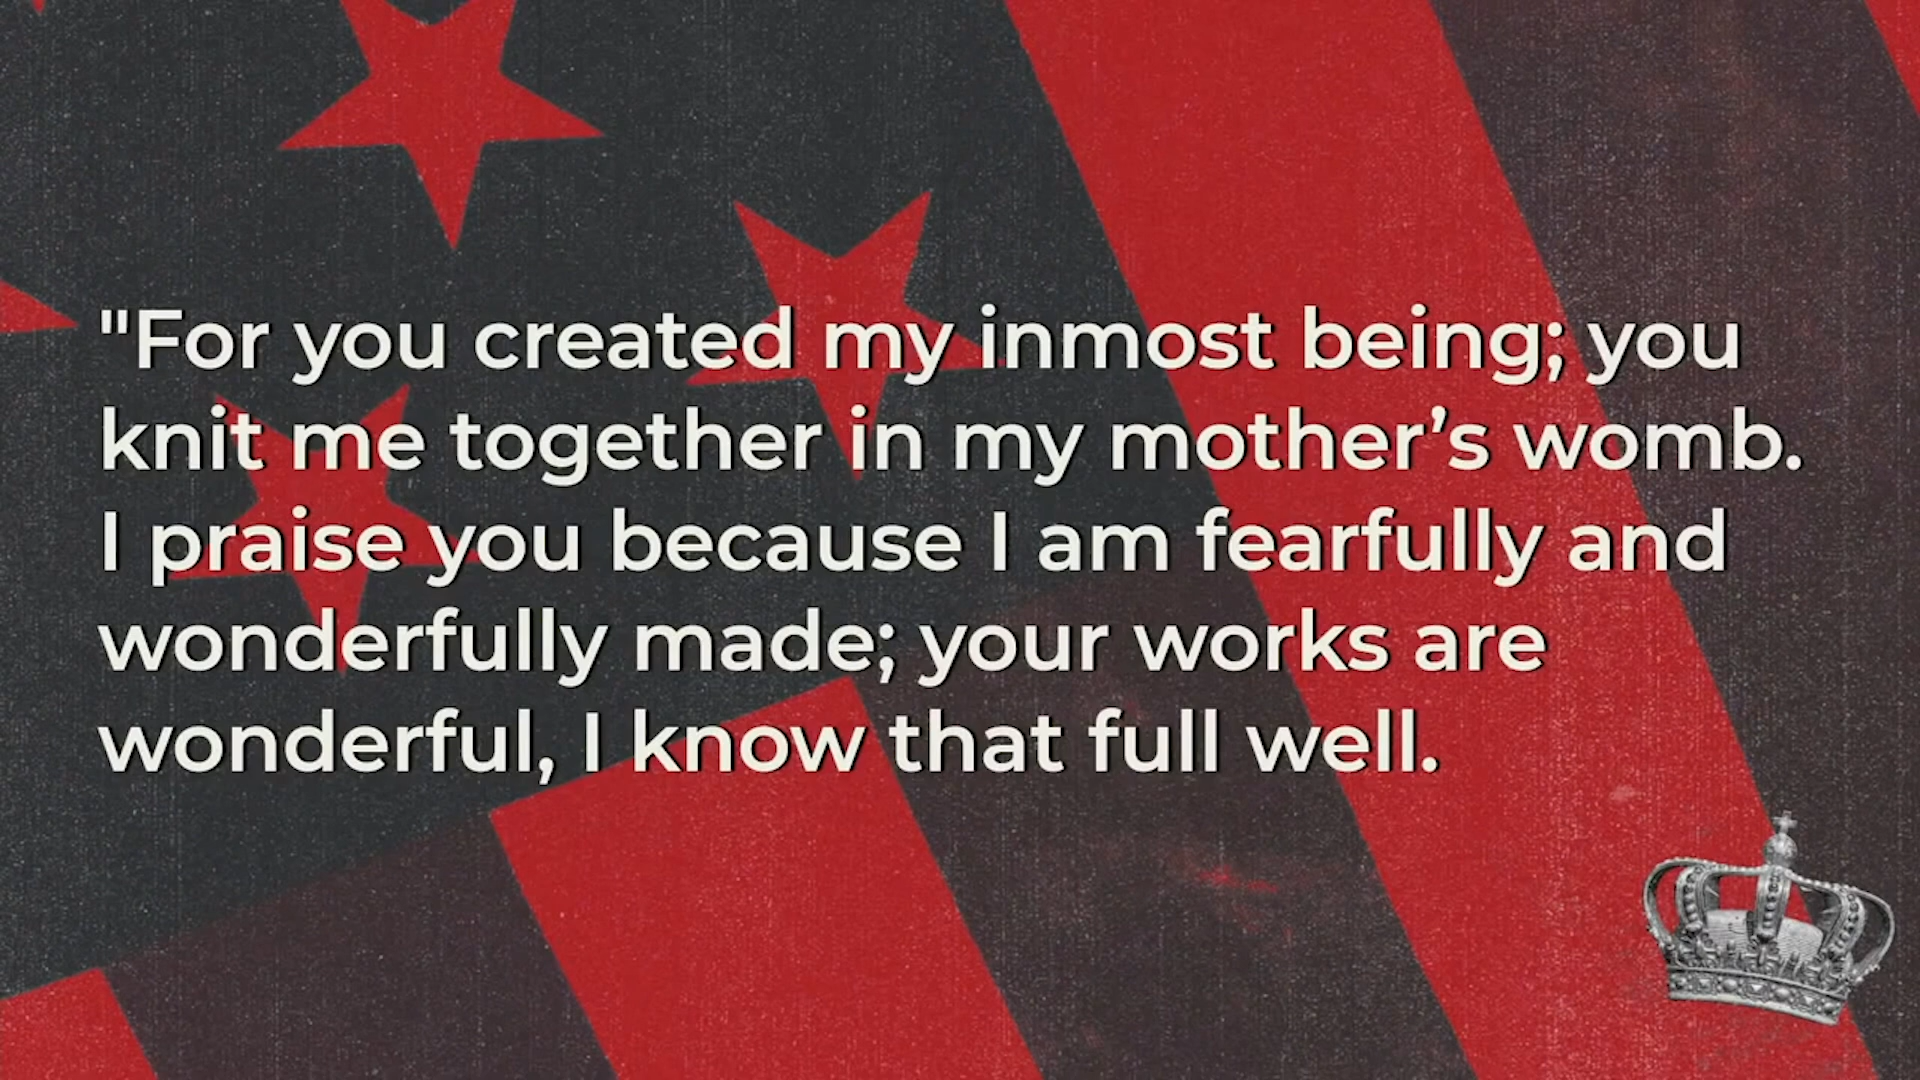 "For you created my inmost being; you
knit me together in my mother’s womb.
I praise you because I am fearfully and
wonderfully made; your works are
wonderful, I know that full well.